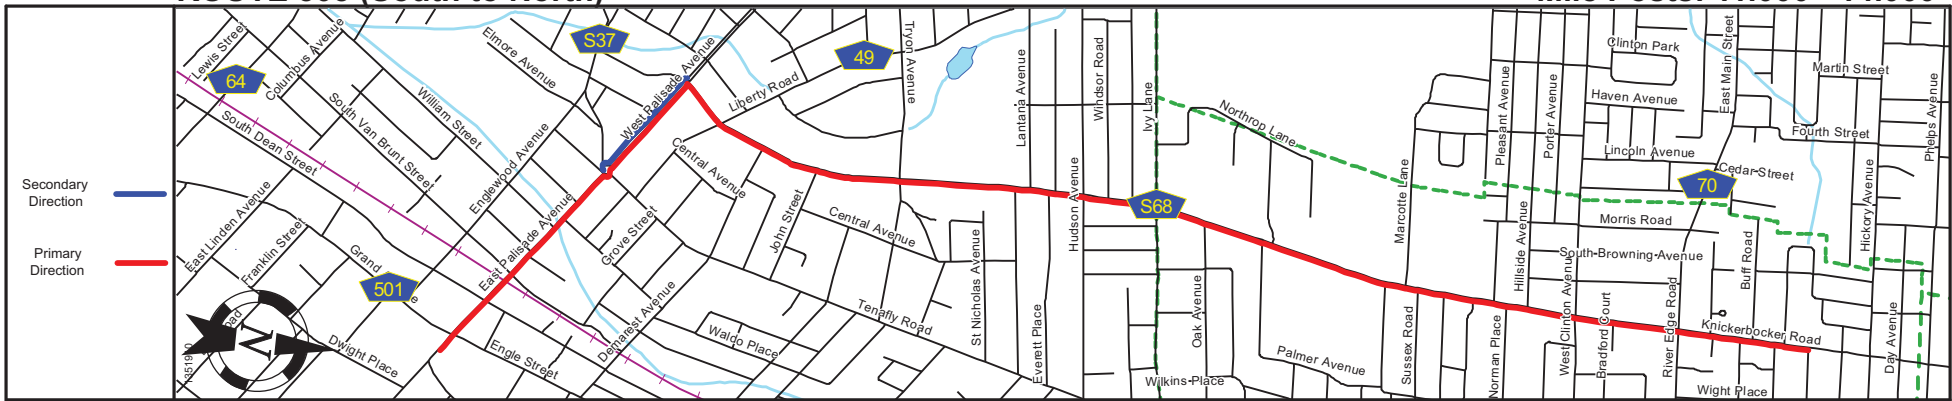 Secondary
Direction
Primary
Direction
Lewis Street
64
Columbus Avenue
South Dean Street
South Van Brunt Street
William Street
Elmore Avenue
S37
West Palisade Avenue
Liberty Road
49
Tryon Avenue
Englewood Avenue
Central Avenue
East Linden Avenue
Franklin Street
Grand
501
East Palisade Avenue
Grove Street
John Street
Central Avenue
Demarest Avenue
Tenafly Road
Waldo Place
Engle Street
Dwight Place
N
oad
St Nicholas Avenue
Everett Place
Lantana Avenue
Hudson Avenue
Windsor Road
Ivy Lane
S68
Northrop Lane
Oak Avenue
Wilkins Place
Palmer Avenue
Marcotte Lane
Sussex Road
Pleasant Avenue
Porter Avenue
Clinton Park
Haven Avenue
Lincoln Avenue
East Main Street
Martin Street
Fourth Street
Cedar Street
70
Morris Road
South Browning Avenue
Hillside Avenue
Norman Place
West Clinton Avenue
Bradford Court
River Edge Road
Buff Road
Knickerbocker Road
Wight Place
Hickory Avenue
Day Avenue
Phelps Avenue